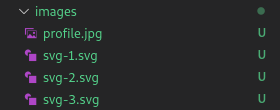 images
profile.jpg U
svg-1.svg U
svg-2.svg U
svg-3.svg U